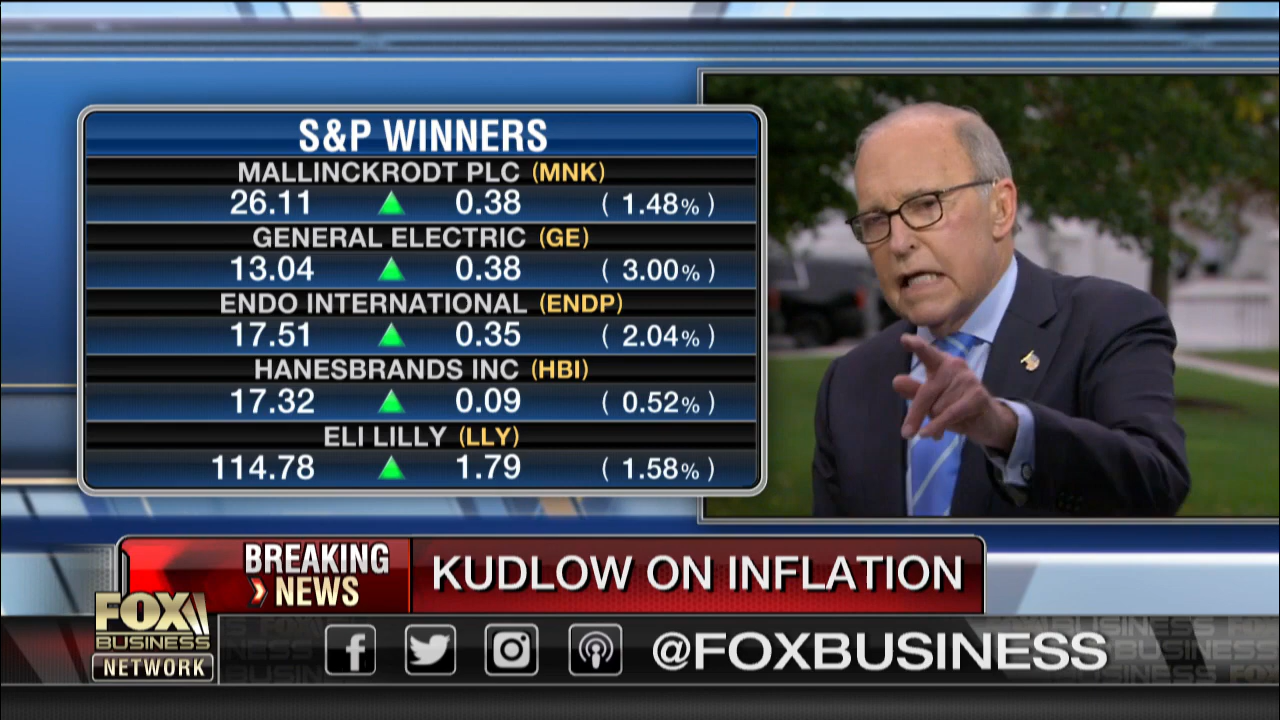 S&P WINNERS
MALLINCKRODT PLC (MNK)
26.11 ▲ 0.38 ( 1.48% )
GENERAL ELECTRIC (GE)
13.04 ▲ 0.38 ( 3.00% )
ENDO INTERNATIONAL (ENDP)
17.51 ▲ 0.35 ( 2.04% )
HANESBRANDS INC (HBI)
17.32 ▲ 0.09 ( 0.52% )
ELI LILLY (LLY)
114.78 ▲ 1.79 ( 1.58% )
BREAKING
NEWS
KUDLOW ON INFLATION
FOX
BUSINESS
NETWORK
@FOXBUSINESS